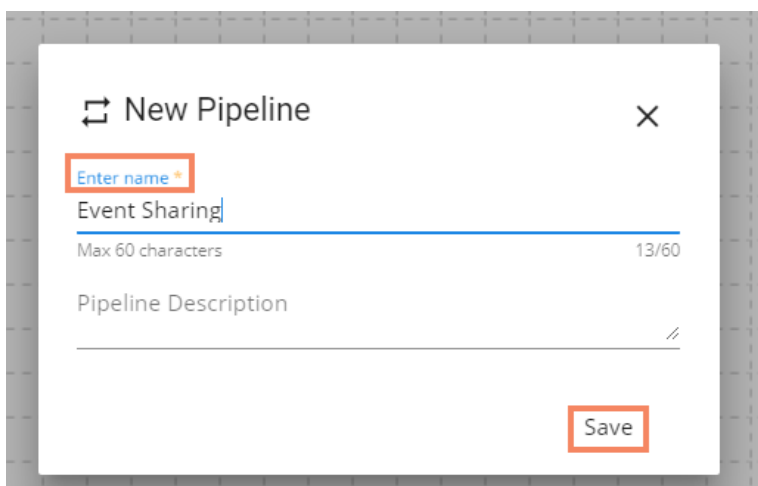 New Pipeline
Enter name *
Event Sharing
Max 60 characters 13/60
Pipeline Description
Save